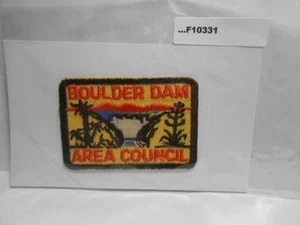 ...F10331
BOULDER DAM
AREA COUNCIL